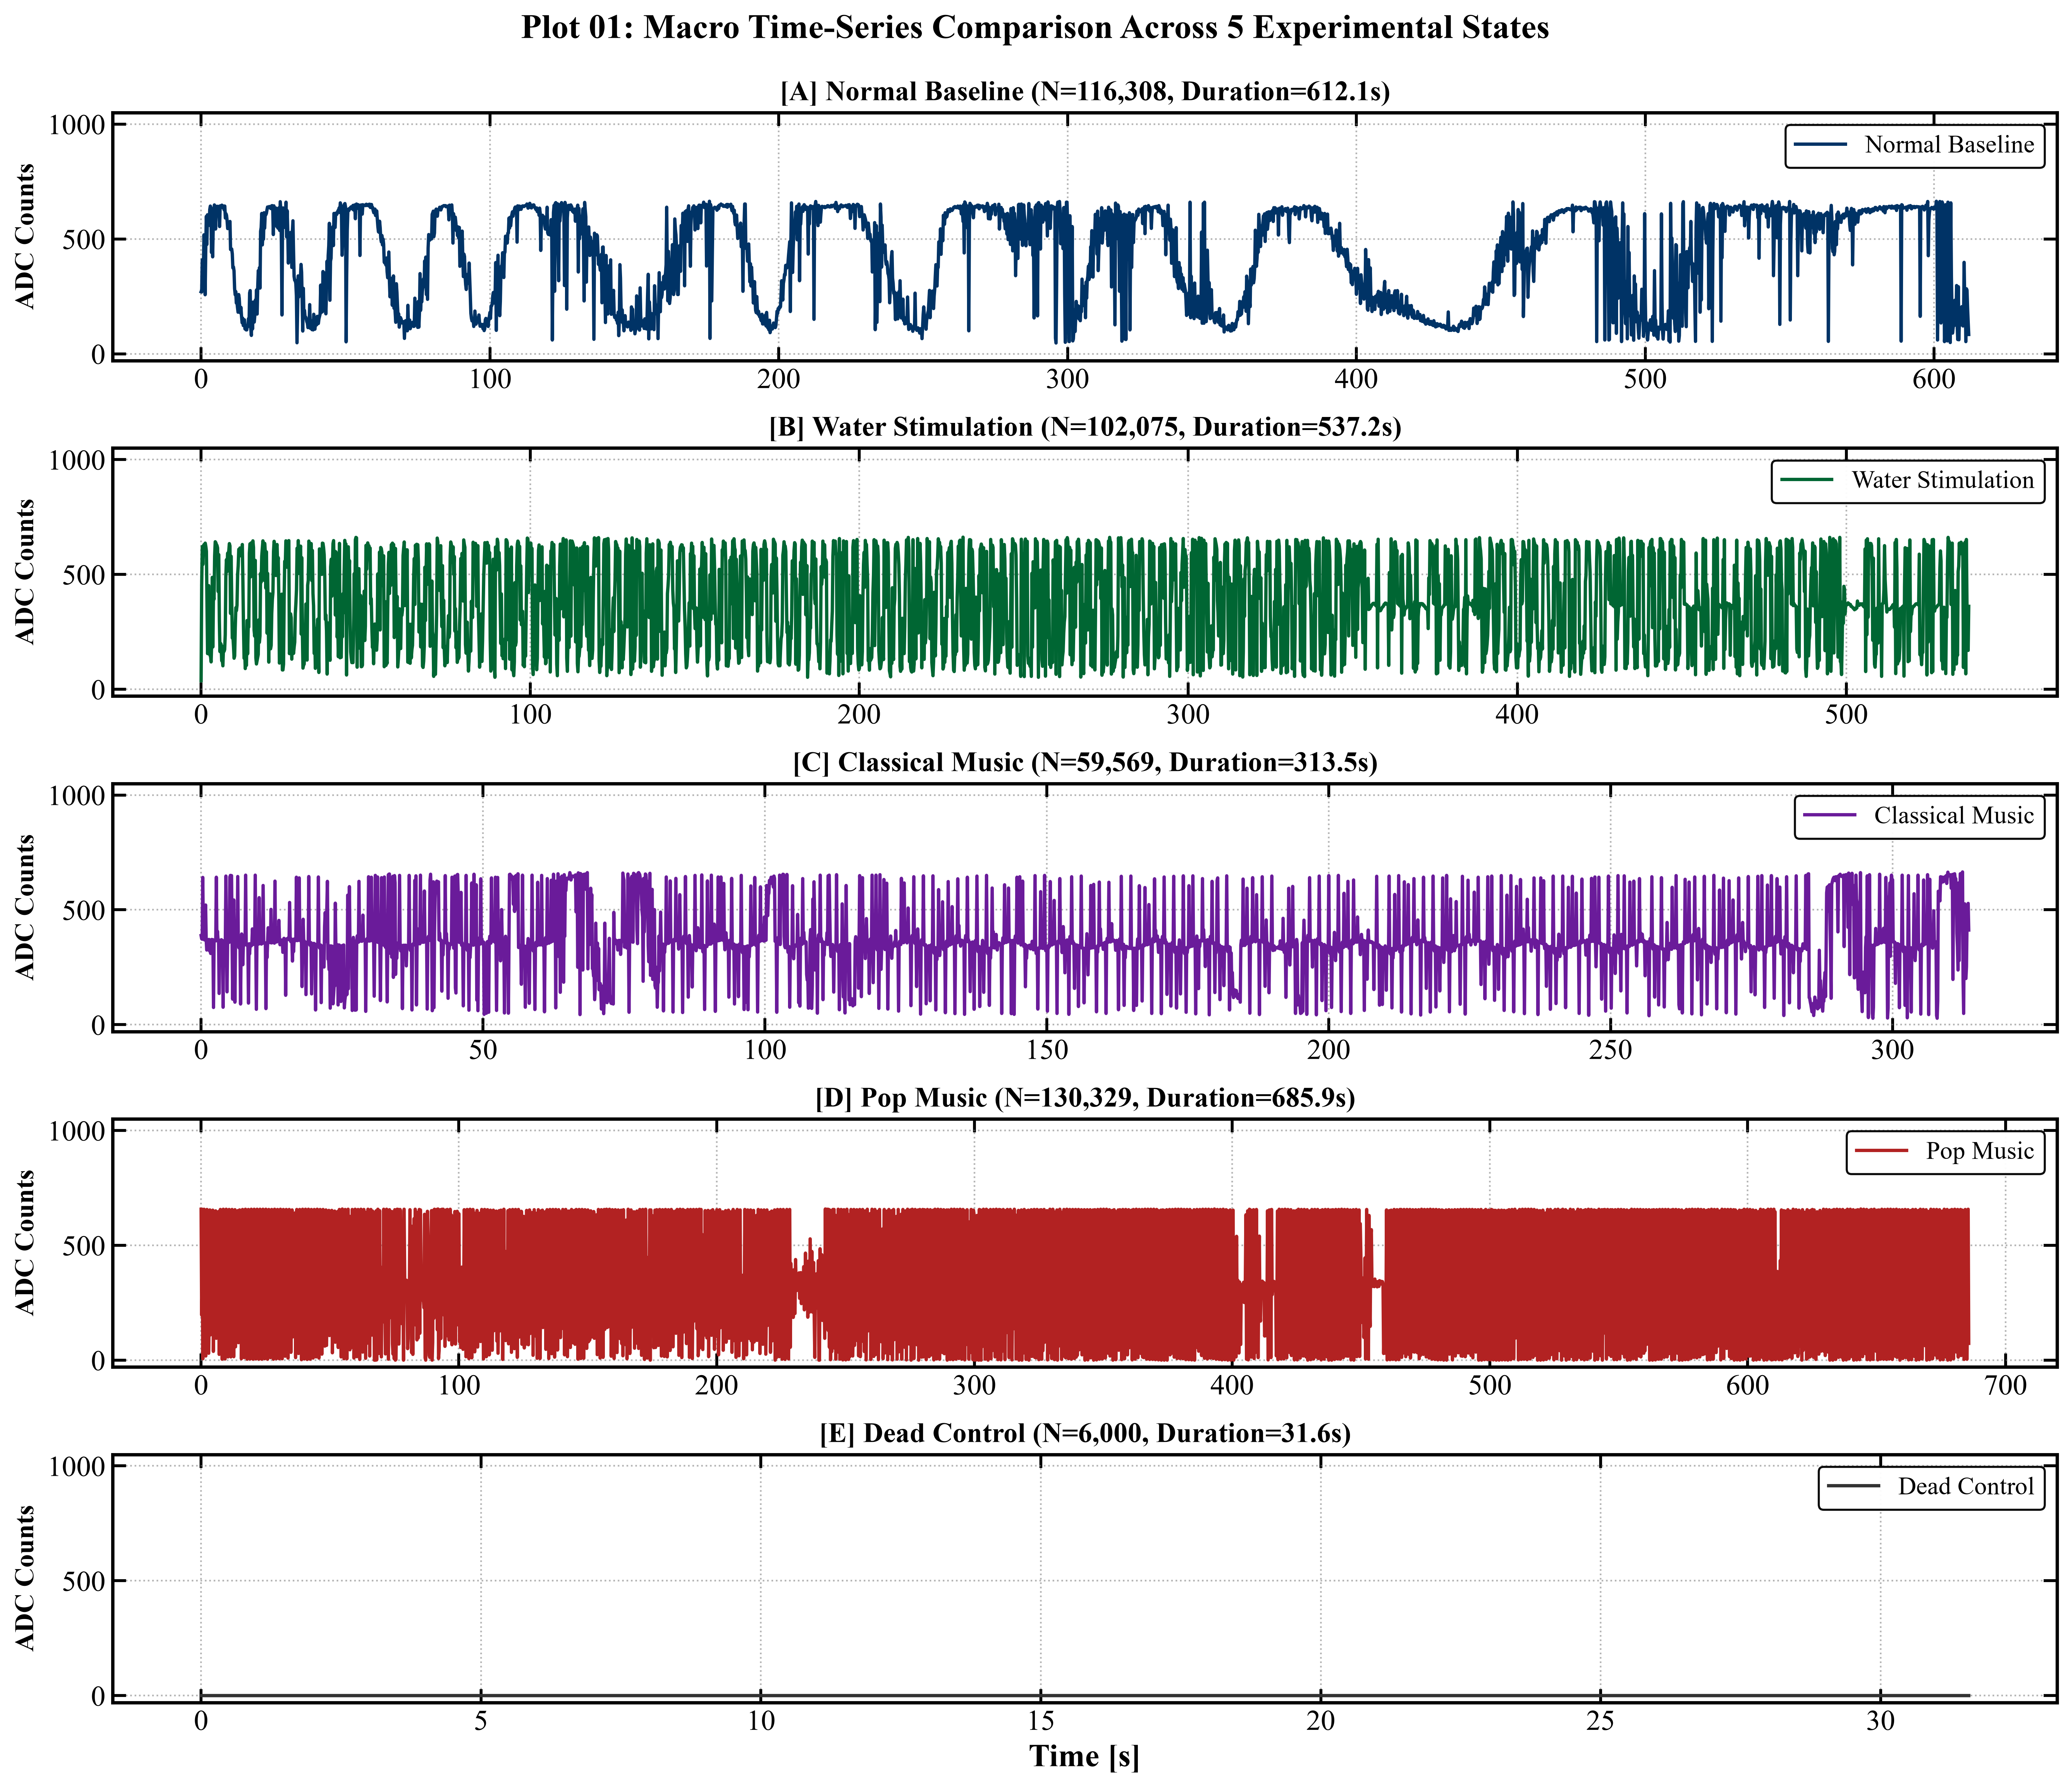 Plot 01: Macro Time-Series Comparison Across 5 Experimental States
[A] Normal Baseline (N=116,308, Duration=612.1s)
ADC Counts
1000
500
0
Normal Baseline
0 100 200 300 400 500 600
[B] Water Stimulation (N=102,075, Duration=537.2s)
ADC Counts
1000
500
0
Water Stimulation
0 100 200 300 400 500
[C] Classical Music (N=59,569, Duration=313.5s)
ADC Counts
1000
500
0
Classical Music
0 50 100 150 200 250 300
[D] Pop Music (N=130,329, Duration=685.9s)
ADC Counts
1000
500
0
Pop Music
0 100 200 300 400 500 600 700
[E] Dead Control (N=6,000, Duration=31.6s)
ADC Counts
1000
500
0
Dead Control
0 5 10 15 20 25 30
Time [s]